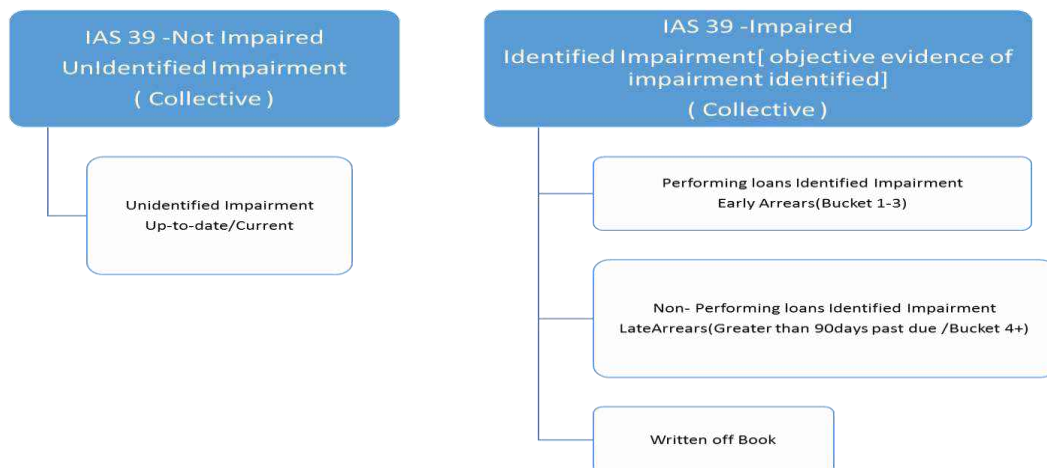 IAS 39 -Not Impaired
UnIdentified Impairment
( Collective )
Unidentified Impairment
Up-to-date/Current
IAS 39 -Impaired
Identified Impairment[ objective evidence of
impairment identified]
( Collective )
Performing loans Identified Impairment
Early Arrears(Bucket 1-3)
Non- Performing loans Identified Impairment
LateArrears(Greater than 90days past due /Bucket 4+)
Written off Book